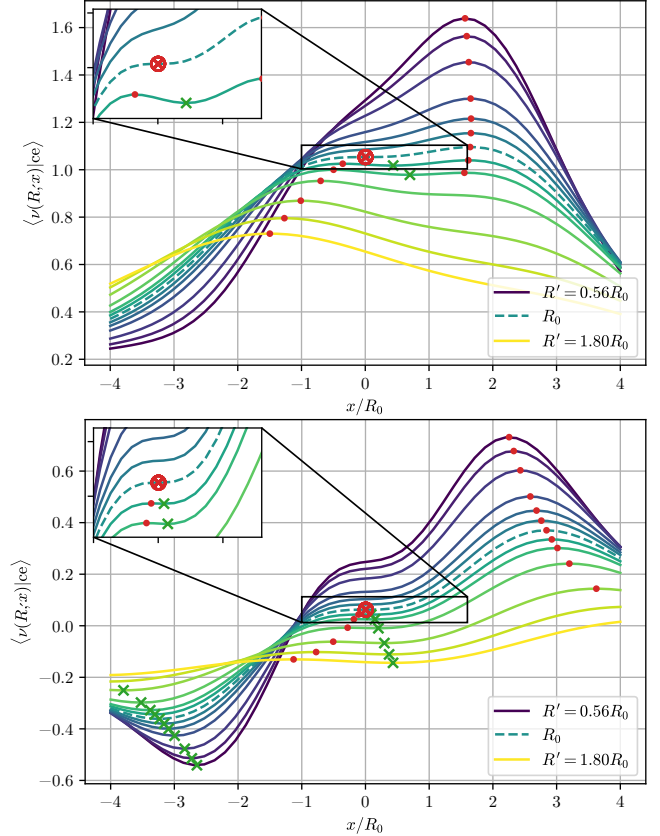 1.6
1.4
1.2
1.0
0.8
0.6
0.4
0.2
⟨ν(R; x)|ce⟩
R′ = 0.56R₀
R₀
R′ = 1.80R₀
−4 −3 −2 −1 0 1 2 3 4
x/R₀
0.6
0.4
0.2
0.0
−0.2
−0.4
−0.6
⟨ν(R; x)|ce⟩
R′ = 0.56R₀
R₀
R′ = 1.80R₀
−4 −3 −2 −1 0 1 2 3 4
x/R₀